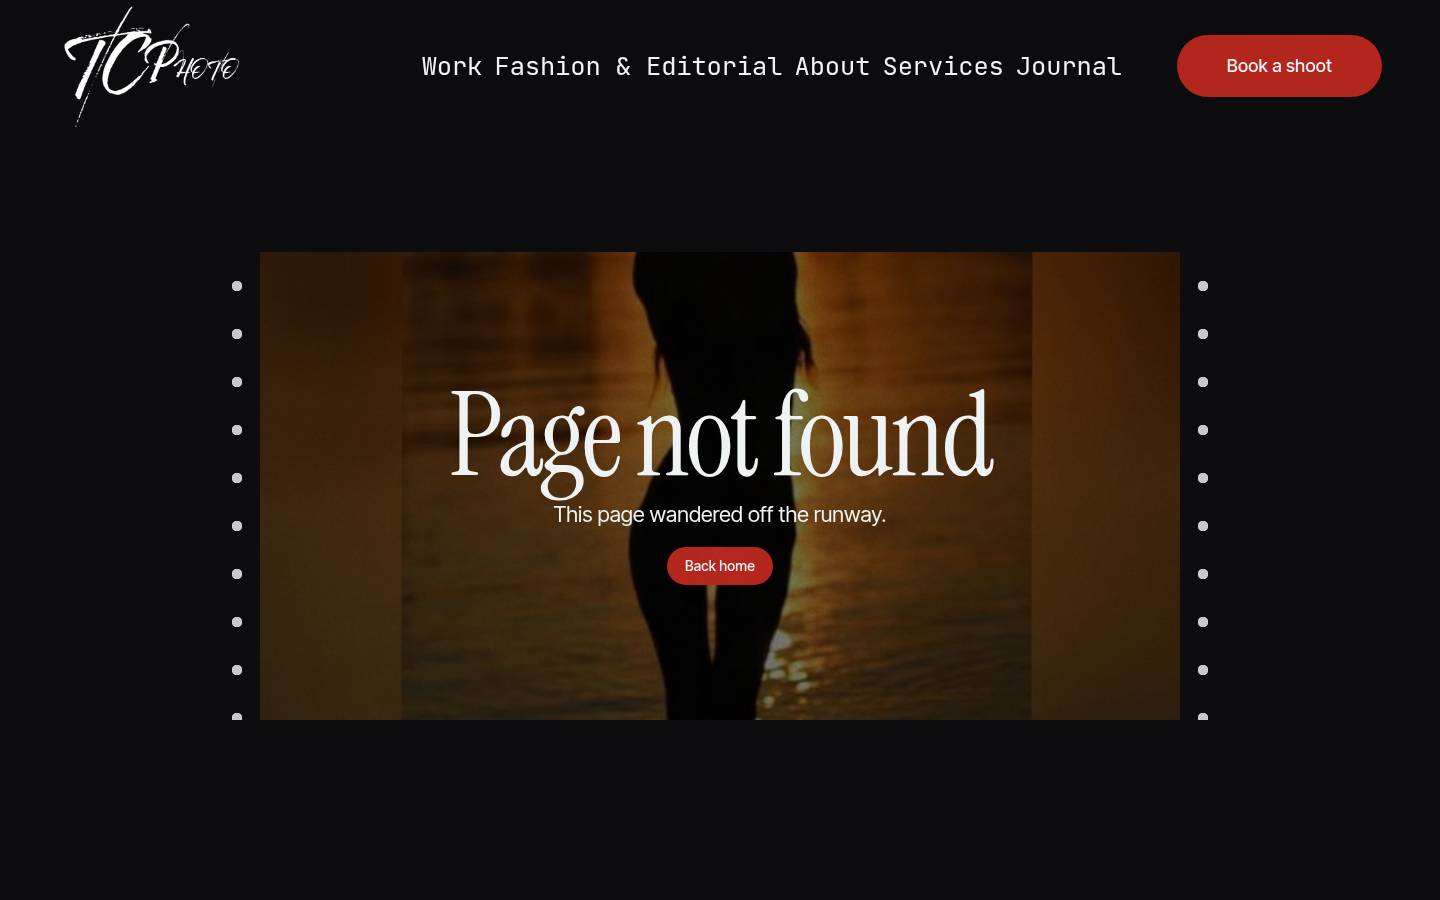 TCPHOTO
Work Fashion & Editorial About Services Journal
Book a shoot
Page not found
This page wandered off the runway.
Back home